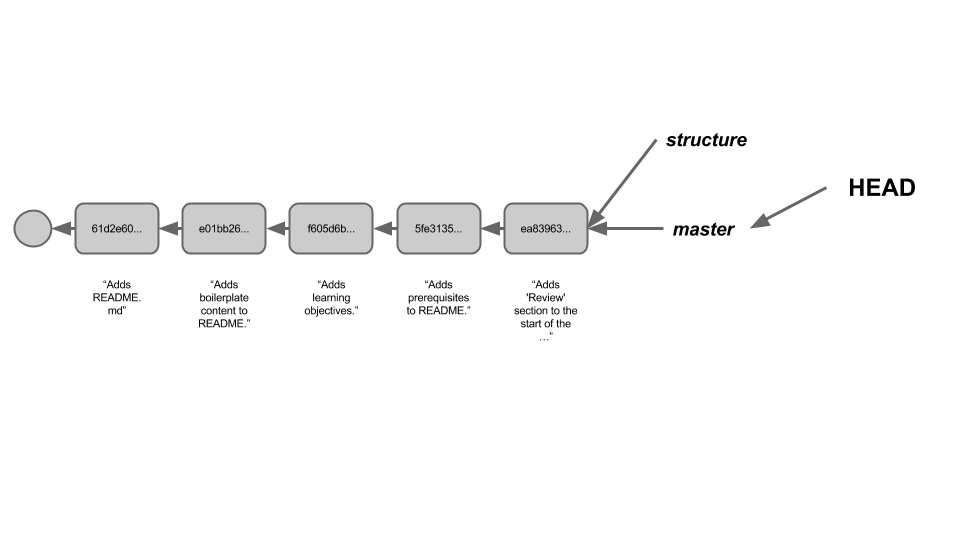 structure
HEAD
master
61d2e60...
e01bb26...
f605d6b...
5fe3135...
ea83963...
“Adds
README.
md”
“Adds
boilerplate
content to
README.”
“Adds
learning
objectives.”
“Adds
prerequisites
to README.”
“Adds
'Review'
section to the
start of the
…”